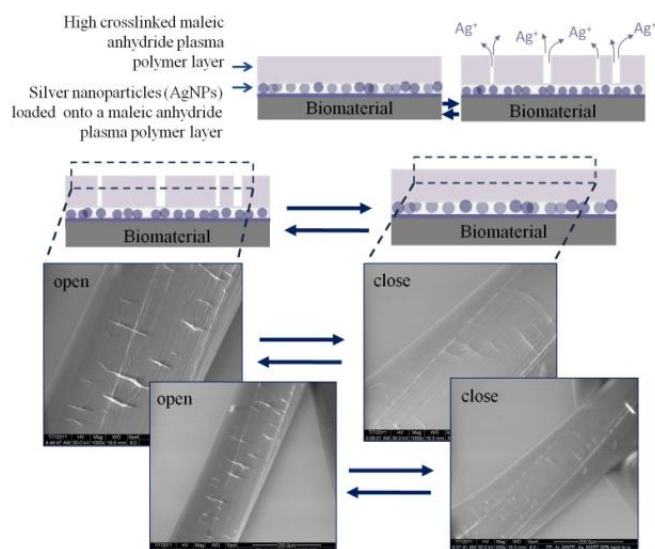 High crosslinked maleic
anhydride plasma
polymer layer
Silver nanoparticles (AgNPs)
loaded onto a maleic anhydride
plasma polymer layer
Biomaterial
Ag⁺
Ag⁺
Ag⁺
Ag⁺
Biomaterial
Biomaterial
Biomaterial
open
close
open
close